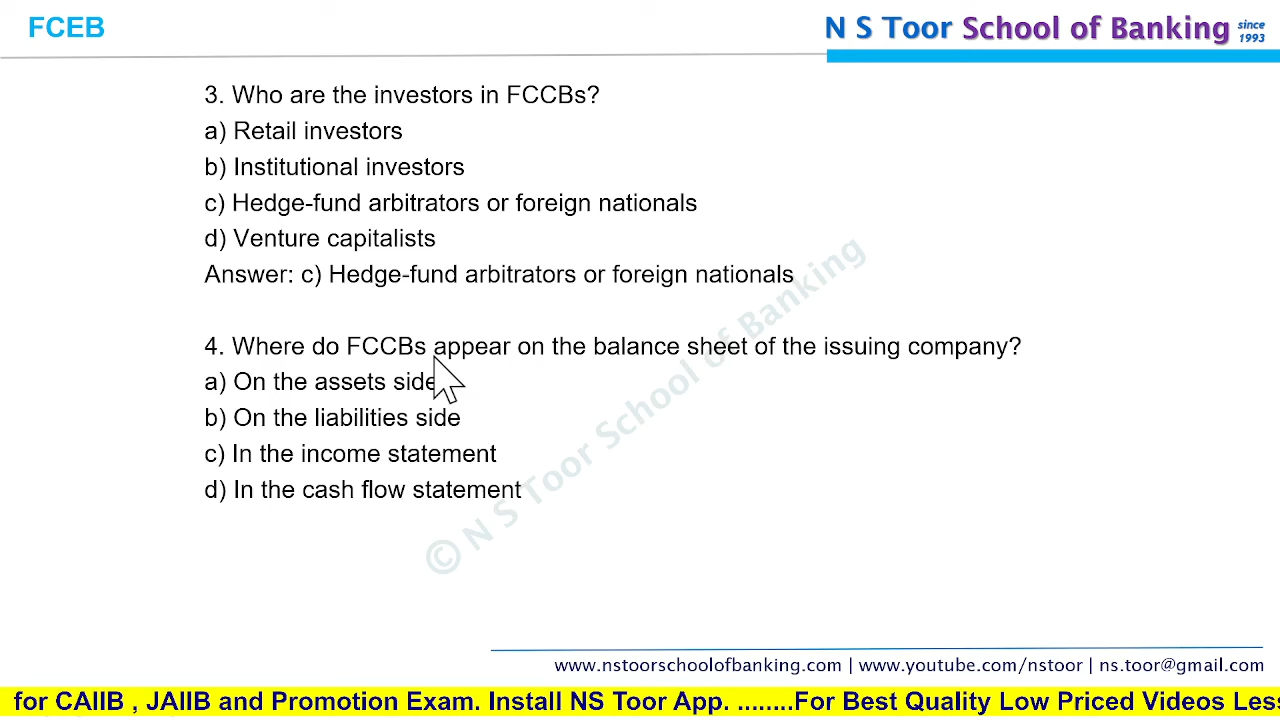 FCEB
N S Toor School of Banking since 1993
3. Who are the investors in FCCBs?
a) Retail investors
b) Institutional investors
c) Hedge-fund arbitrators or foreign nationals
d) Venture capitalists
Answer: c) Hedge-fund arbitrators or foreign nationals
4. Where do FCCBs appear on the balance sheet of the issuing company?
a) On the assets side
b) On the liabilities side
c) In the income statement
d) In the cash flow statement
© N S Toor School of Banking
www.nstoorschoolofbanking.com | www.youtube.com/nstoor | ns.toor@gmail.com
for CAIIB , JAIIB and Promotion Exam. Install NS Toor App. ........For Best Quality Low Priced Videos Less